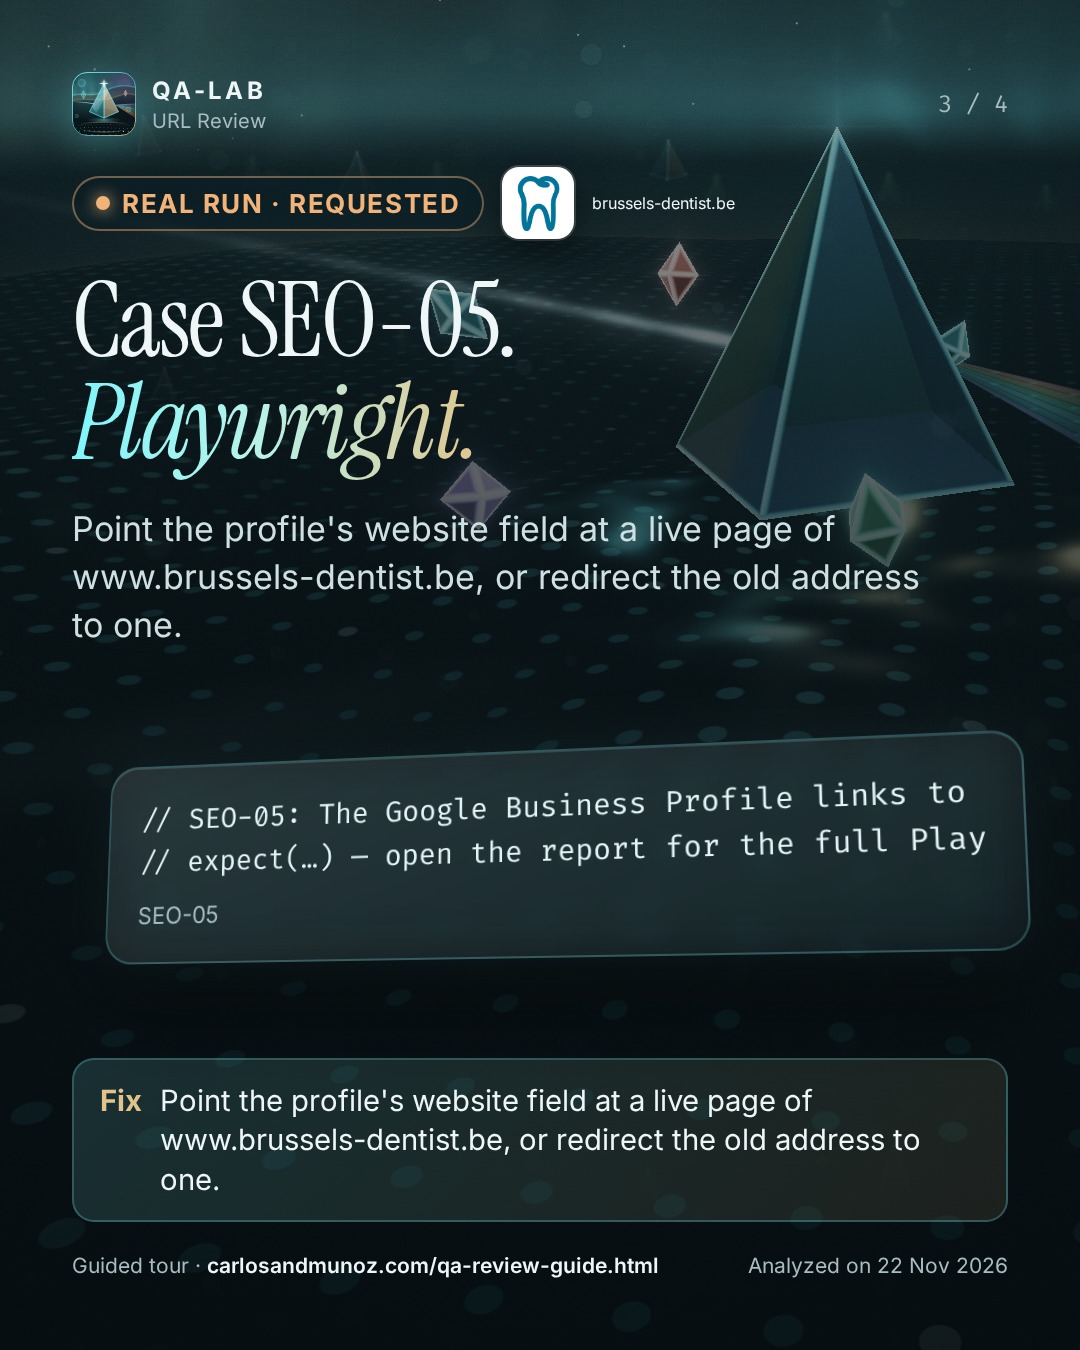 QA-LAB
URL Review
3 / 4
REAL RUN · REQUESTED
brussels-dentist.be
Case SEO-05.
Playwright.
Point the profile's website field at a live page of
www.brussels-dentist.be, or redirect the old address
to one.
// SEO-05: The Google Business Profile links to
// expect(…) — open the report for the full Play
SEO-05
Fix Point the profile's website field at a live page of
www.brussels-dentist.be, or redirect the old address to
one.
Guided tour · carlosandmunoz.com/qa-review-guide.html
Analyzed on 22 Nov 2026